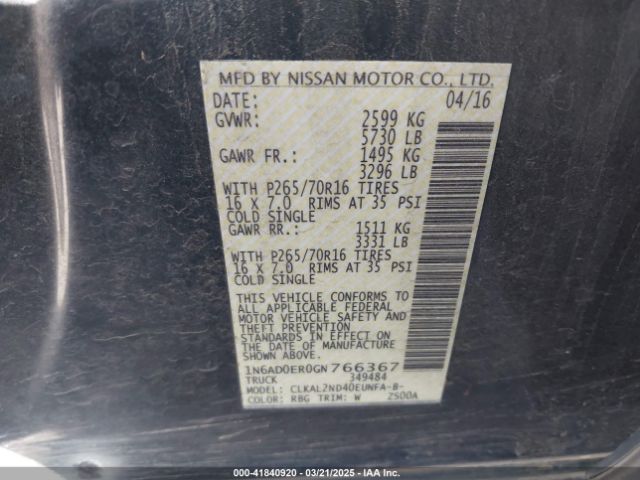 MFD BY NISSAN MOTOR CO., LTD.
DATE: 04/16
GVWR: 2599 KG
5730 LB
GAWR FR.: 1495 KG
3296 LB
WITH P265/70R16 TIRES
16 X 7.0 RIMS AT 35 PSI
COLD SINGLE
GAWR RR.: 1511 KG
3331 LB
WITH P265/70R16 TIRES
16 X 7.0 RIMS AT 35 PSI
COLD SINGLE
THIS VEHICLE CONFORMS TO
ALL APPLICABLE FEDERAL
MOTOR VEHICLE SAFETY AND
THEFT PREVENTION
STANDARDS IN EFFECT ON
THE DATE OF MANUFACTURE
SHOWN ABOVE.
1N6AD0ER0GN766367
TRUCK 349484
MODEL: CLKAL2ND40EUNFA-B-
COLOR: RBG TRIM: W 2S00A
000-41840920 - 03/21/2025 - IAA Inc.